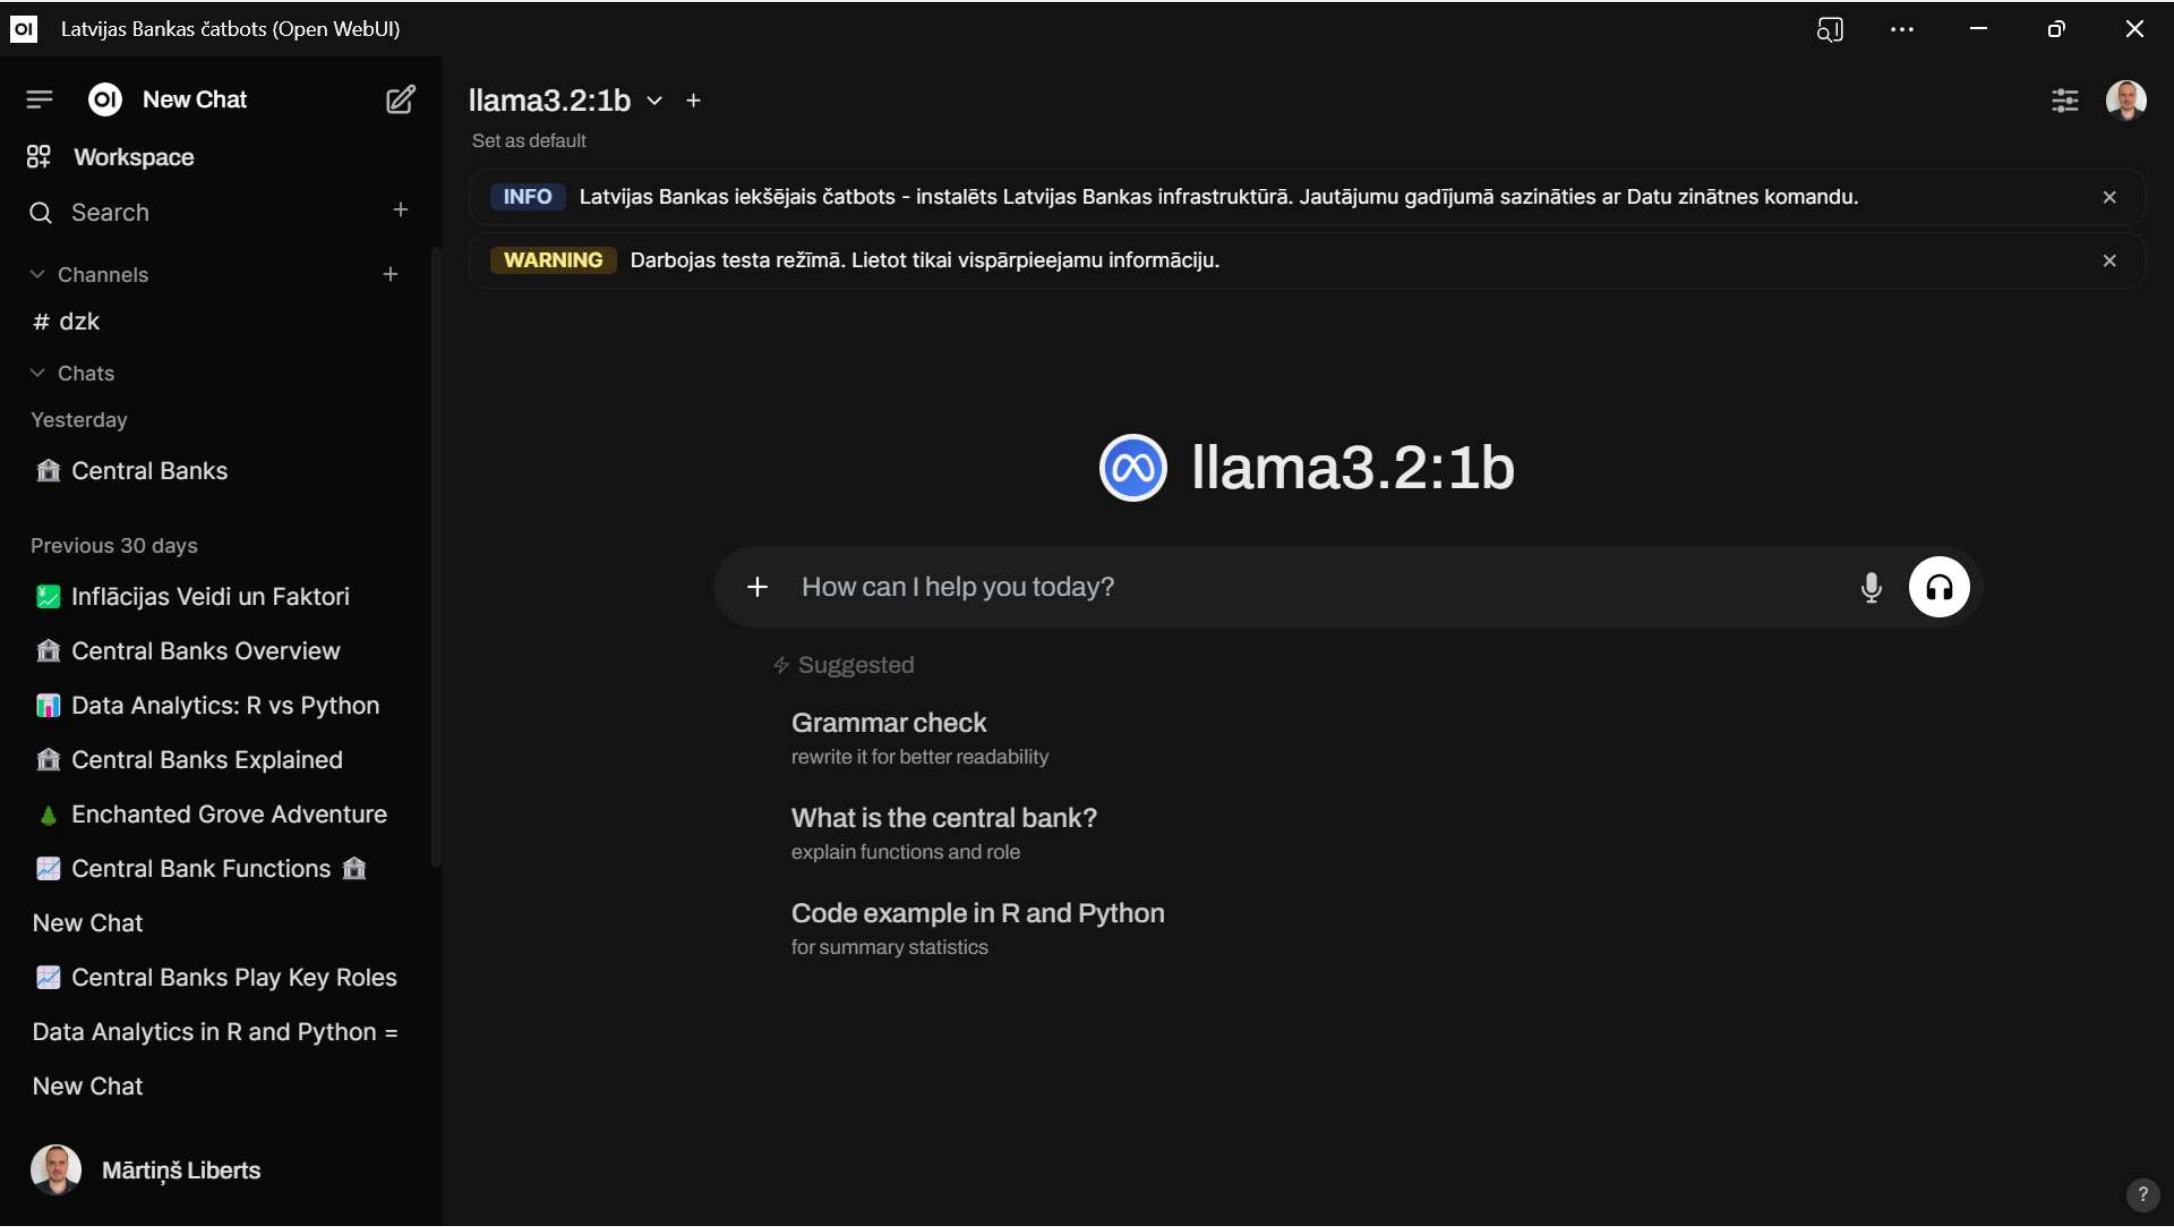 OI Latvijas Bankas čatbots (Open WebUI)
OI New Chat
Workspace
Search
Channels
# dzk
Chats
Yesterday
Central Banks
Previous 30 days
Inflācijas Veidi un Faktori
Central Banks Overview
Data Analytics: R vs Python
Central Banks Explained
Enchanted Grove Adventure
Central Bank Functions
New Chat
Central Banks Play Key Roles
Data Analytics in R and Python =
New Chat
Mārtiņš Liberts
llama3.2:1b
Set as default
INFO Latvijas Bankas iekšējais čatbots - instalēts Latvijas Bankas infrastruktūrā. Jautājumu gadījumā sazināties ar Datu zinātnes komandu.
WARNING Darbojas testa režīmā. Lietot tikai vispārpieejamu informāciju.
llama3.2:1b
How can I help you today?
Suggested
Grammar check
rewrite it for better readability
What is the central bank?
explain functions and role
Code example in R and Python
for summary statistics
?